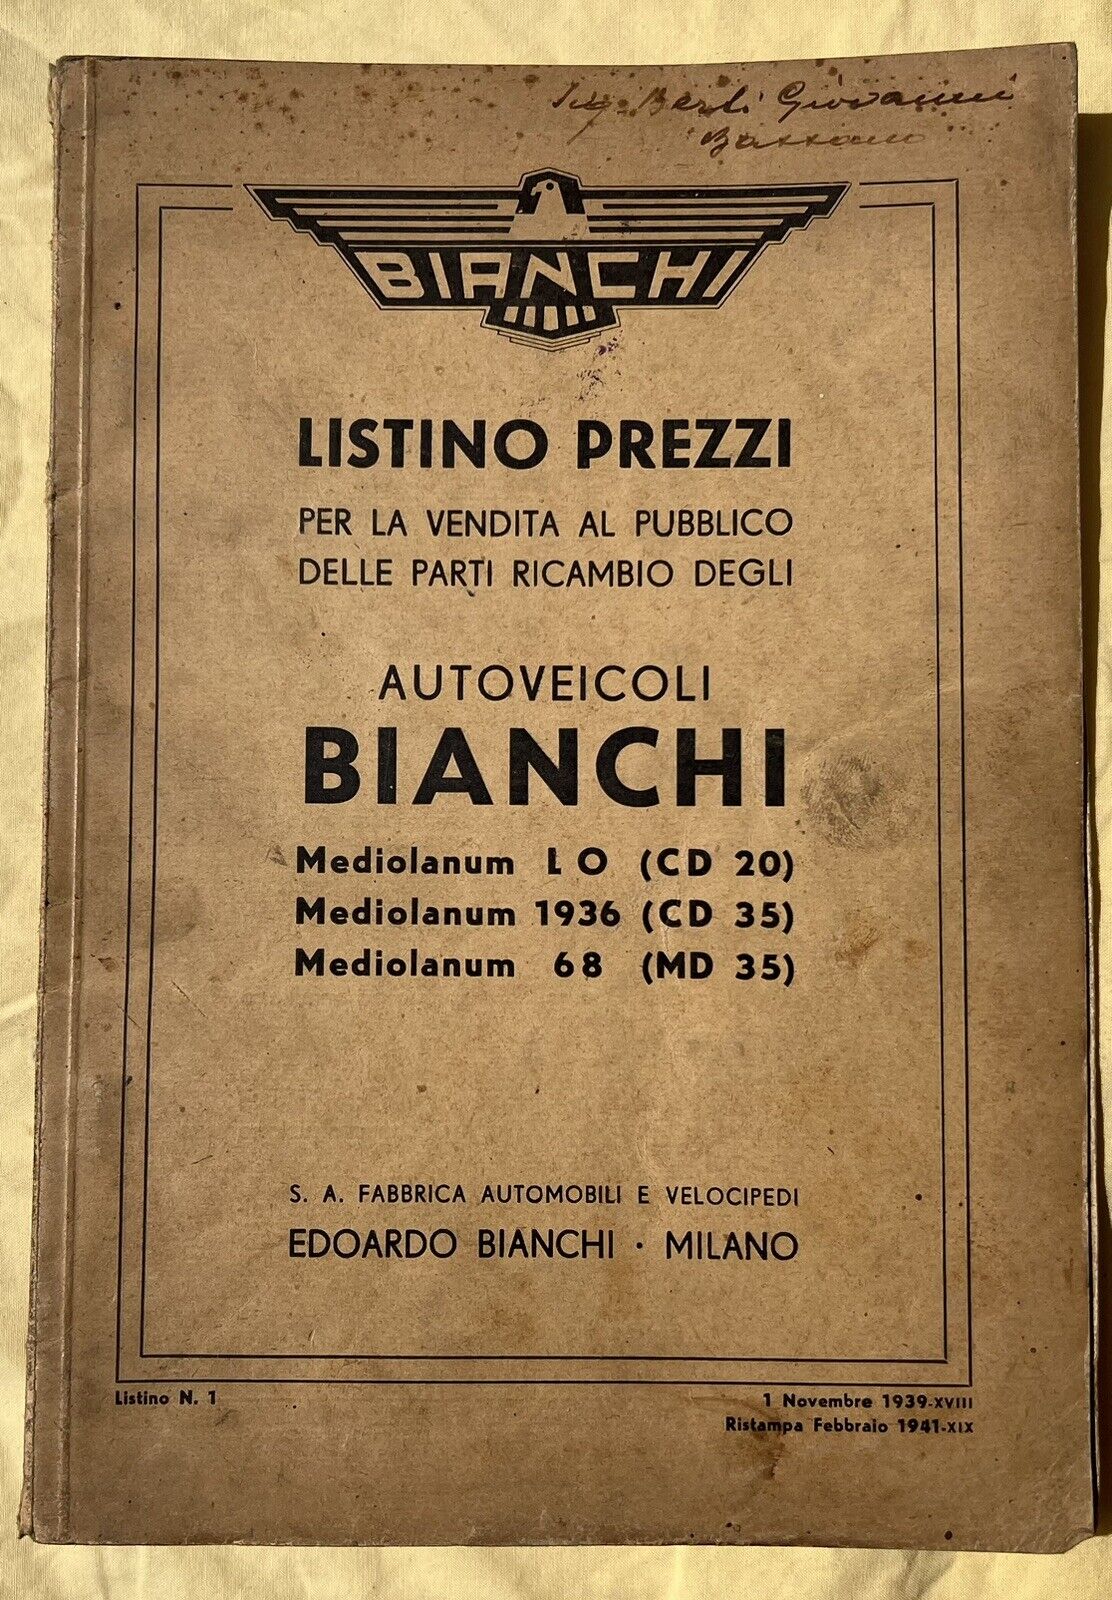 Ing. Berti Giovanni
Bassano
BIANCHI
LISTINO PREZZI
PER LA VENDITA AL PUBBLICO
DELLE PARTI RICAMBIO DEGLI
AUTOVEICOLI
BIANCHI
Mediolanum LO (CD 20)
Mediolanum 1936 (CD 35)
Mediolanum 68 (MD 35)
S. A. FABBRICA AUTOMOBILI E VELOCIPEDI
EDOARDO BIANCHI · MILANO
Listino N. 1
1 Novembre 1939-XVIII
Ristampa Febbraio 1941-XIX